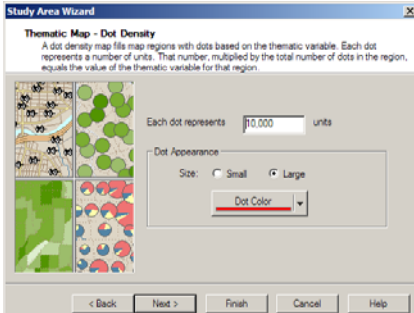 Study Area Wizard
Thematic Map - Dot Density
A dot density map fills map regions with dots based on the thematic variable. Each dot
represents a number of units. That number, multiplied by the total number of dots in the region,
equals the value of the thematic variable for that region.
Each dot represents 10,000 units
Dot Appearance
Size: Small Large
Dot Color
< Back Next > Finish Cancel Help